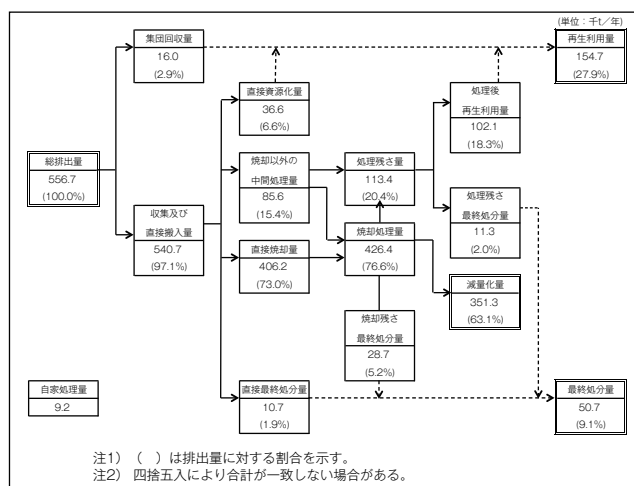 (単位：千t／年)
集団回収量
16.0
(2.9%)
再生利用量
154.7
(27.9%)
直接資源化量
36.6
(6.6%)
処理後
再生利用量
102.1
(18.3%)
総排出量
556.7
(100.0%)
焼却以外の
中間処理量
85.6
(15.4%)
処理残さ量
113.4
(20.4%)
収集及び
直接搬入量
540.7
(97.1%)
処理残さ
最終処分量
11.3
(2.0%)
直接焼却量
406.2
(73.0%)
焼却処理量
426.4
(76.6%)
減量化量
351.3
(63.1%)
焼却残さ
最終処分量
28.7
(5.2%)
自家処理量
9.2
直接最終処分量
10.7
(1.9%)
最終処分量
50.7
(9.1%)
注1） （　）は排出量に対する割合を示す。
注2） 四捨五入により合計が一致しない場合がある。